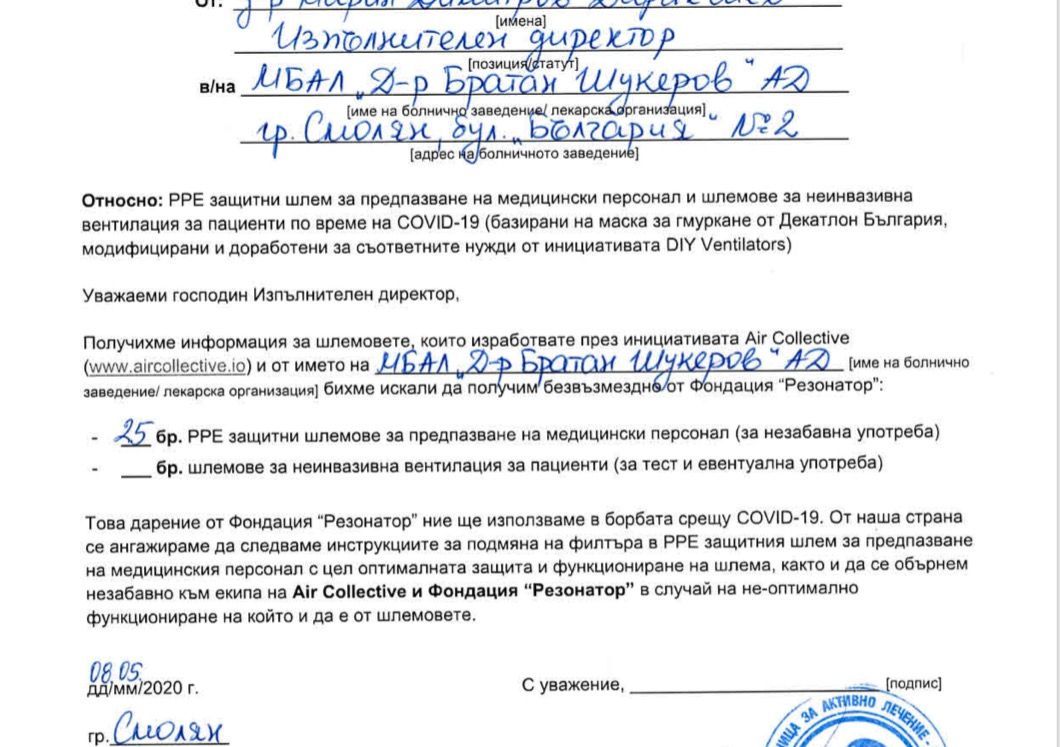 От:
[имена]
Изпълнителен директор
[позиция/статут]
в/на МБАЛ „Д-р Братан Шукеров" АД
[име на болнично заведение/ лекарска организация]
гр. Смолян, бул. „България" №2
[адрес на болничното заведение]
Относно: PPE защитни шлем за предпазване на медицински персонал и шлемове за неинвазивна
вентилация за пациенти по време на COVID-19 (базирани на маска за гмуркане от Декатлон България,
модифицирани и доработени за съответните нужди от инициативата DIY Ventilators)
Уважаеми господин Изпълнителен директор,
Получихме информация за шлемовете, които изработвате през инициативата Air Collective
(www.aircollective.io) и от името на МБАЛ „Д-р Братан Шукеров" АД [име на болнично
заведение/ лекарска организация] бихме искали да получим безвъзмездно от Фондация “Резонатор”:
- 25 бр. PPE защитни шлемове за предпазване на медицински персонал (за незабавна употреба)
- ___ бр. шлемове за неинвазивна вентилация за пациенти (за тест и евентуална употреба)
Това дарение от Фондация “Резонатор” ние ще използваме в борбата срещу COVID-19. От наша страна
се ангажираме да следваме инструкциите за подмяна на филтъра в PPE защитния шлем за предпазване
на медицинския персонал с цел оптималната защита и функциониране на шлема, както и да се обърнем
незабавно към екипа на Air Collective и Фондация “Резонатор” в случай на не-оптимално
функциониране на който и да е от шлемовете.
08.05.
дд/мм/2020 г.
С уважение, ___ [подпис]
гр. Смолян
ЗА АКТИВНО ЛЕЧЕНИЕ -